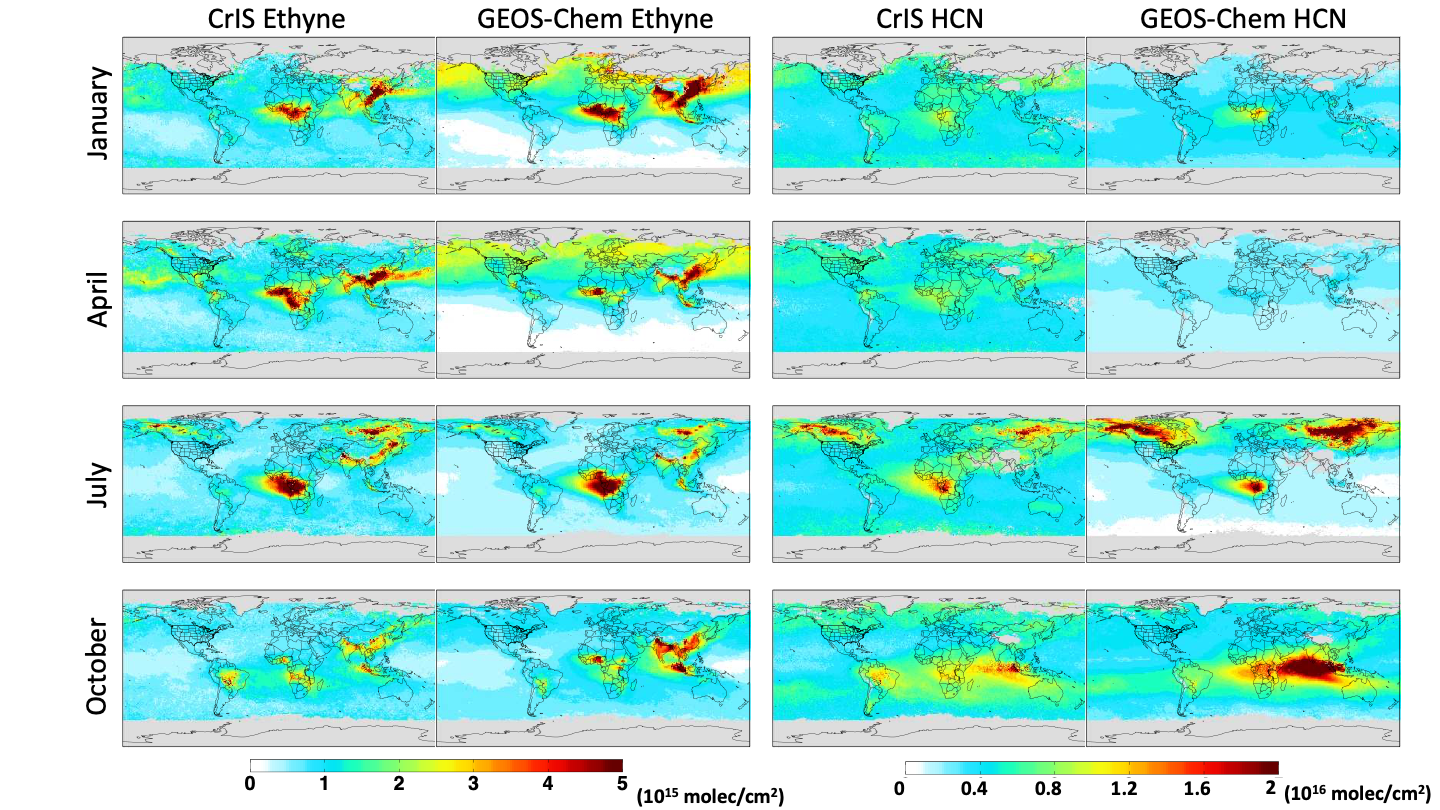 CrIS Ethyne GEOS-Chem Ethyne CrIS HCN GEOS-Chem HCN
January
April
July
October
0 1 2 3 4 5 (10¹⁵ molec/cm²)
0 0.4 0.8 1.2 1.6 2 (10¹⁶ molec/cm²)